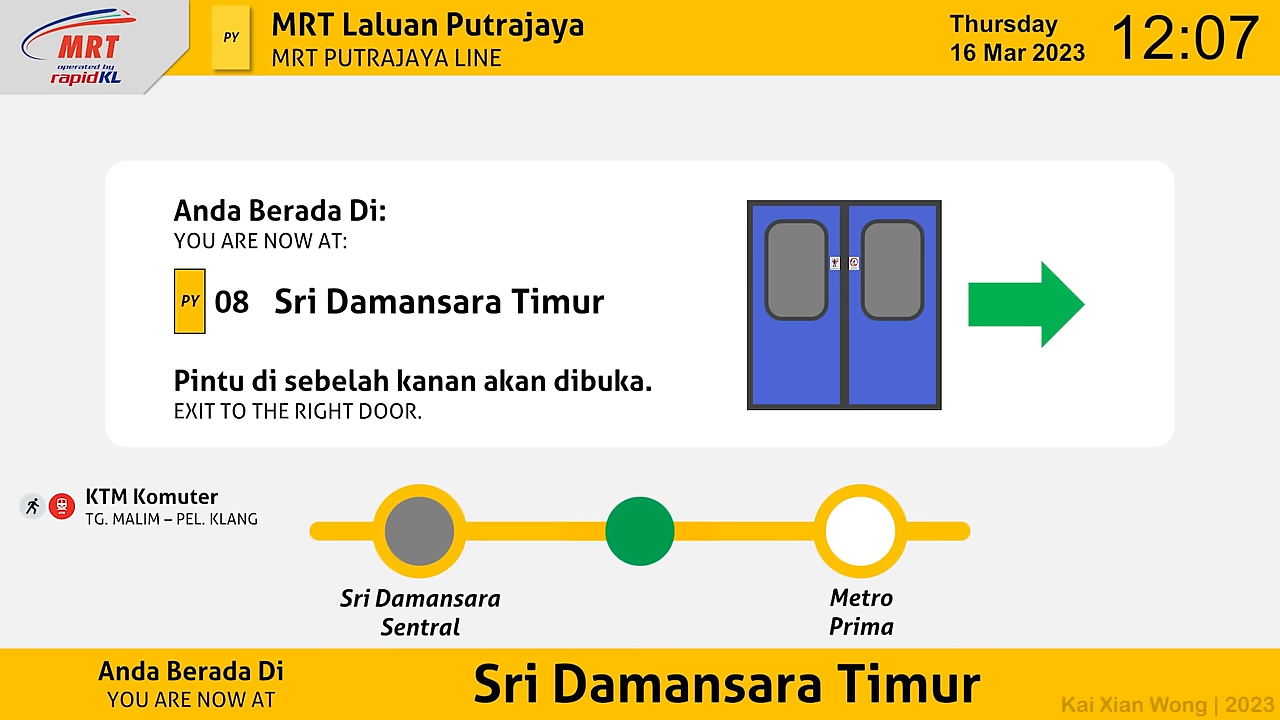 MRT
operated by
rapidKL
PY
MRT Laluan Putrajaya
MRT PUTRAJAYA LINE
Thursday
16 Mar 2023
12:07
Anda Berada Di:
YOU ARE NOW AT:
PY 08 Sri Damansara Timur
Pintu di sebelah kanan akan dibuka.
EXIT TO THE RIGHT DOOR.
KTM Komuter
TG. MALIM – PEL. KLANG
Sri Damansara
Sentral
Metro
Prima
Anda Berada Di
YOU ARE NOW AT
Sri Damansara Timur
Kai Xian Wong | 2023